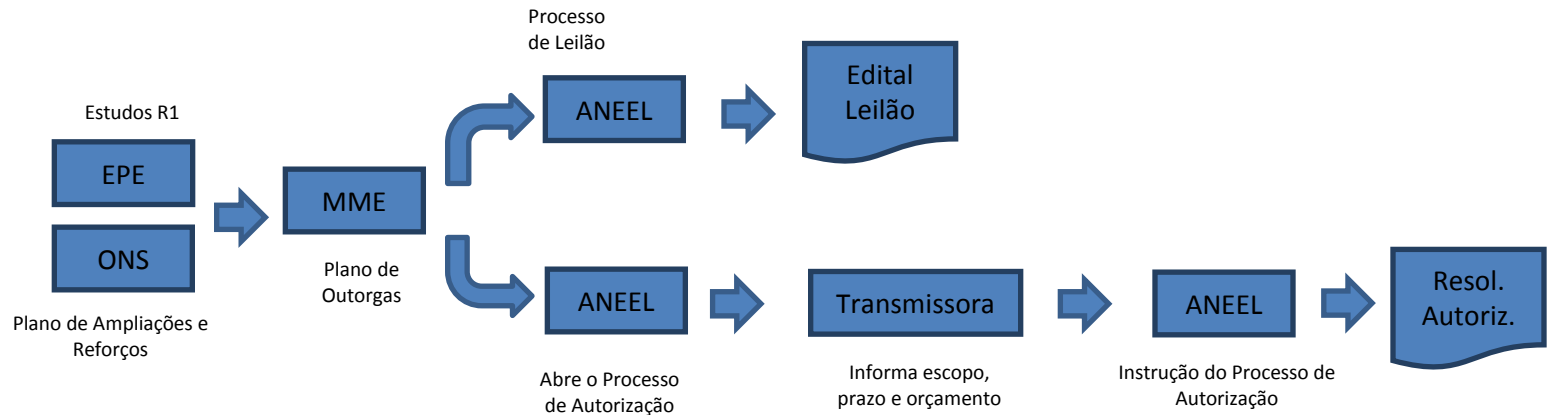 Estudos R1
EPE
ONS
Plano de Ampliações e
Reforços
MME
Plano de
Outorgas
Processo
de Leilão
ANEEL
Edital
Leilão
ANEEL
Abre o Processo
de Autorização
Transmissora
Informa escopo,
prazo e orçamento
ANEEL
Instrução do Processo de
Autorização
Resol.
Autoriz.